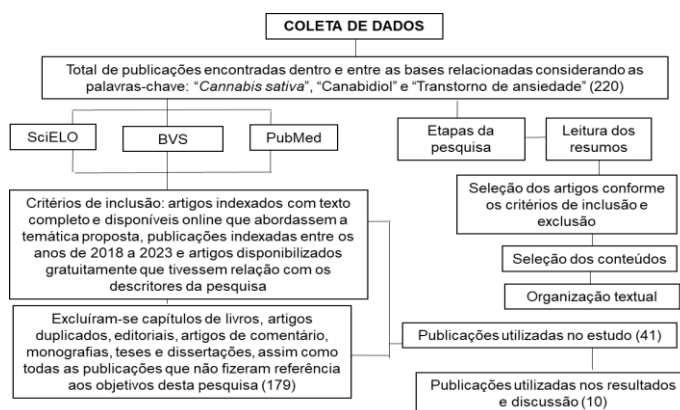 COLETA DE DADOS
Total de publicações encontradas dentro e entre as bases relacionadas considerando as
palavras-chave: “Cannabis sativa”, “Canabidiol” e “Transtorno de ansiedade” (220)
SciELO
BVS
PubMed
Etapas da
pesquisa
Leitura dos
resumos
Critérios de inclusão: artigos indexados com texto
completo e disponíveis online que abordassem a
temática proposta, publicações indexadas entre os
anos de 2018 a 2023 e artigos disponibilizados
gratuitamente que tivessem relação com os
descritores da pesquisa
Seleção dos artigos conforme
os critérios de inclusão e
exclusão
Seleção dos conteúdos
Organização textual
Excluíram-se capítulos de livros, artigos
duplicados, editoriais, artigos de comentário,
monografias, teses e dissertações, assim como
todas as publicações que não fizeram referência
aos objetivos desta pesquisa (179)
Publicações utilizadas no estudo (41)
Publicações utilizadas nos resultados
e discussão (10)